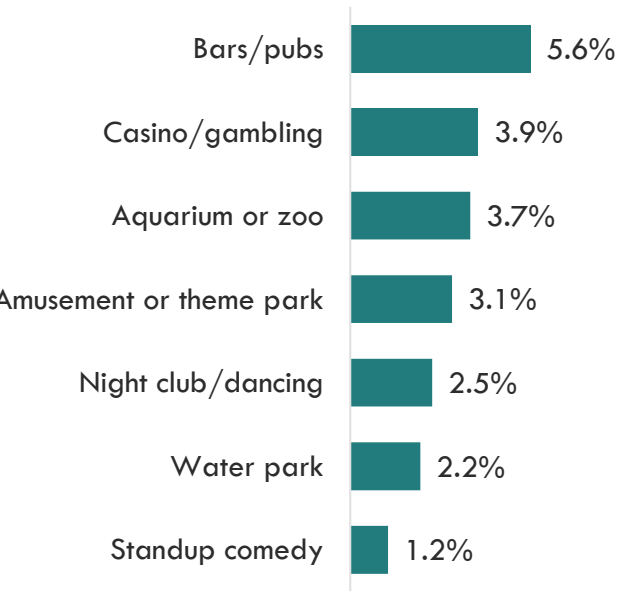 Bars/pubs 5.6%
Casino/gambling 3.9%
Aquarium or zoo 3.7%
Amusement or theme park 3.1%
Night club/dancing 2.5%
Water park 2.2%
Standup comedy 1.2%